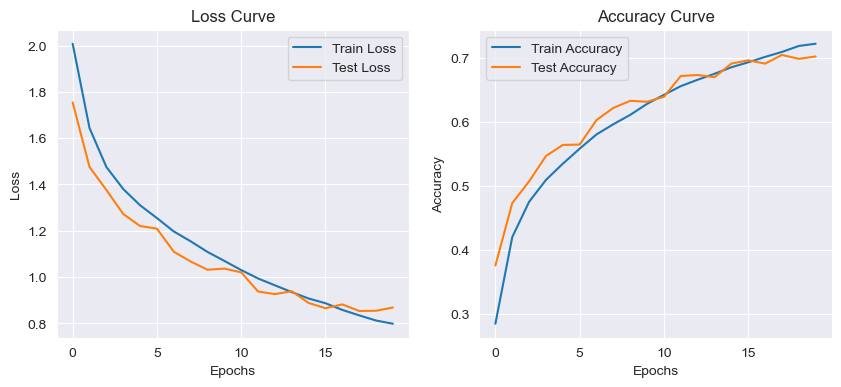 Loss Curve
2.0
1.8
1.6
1.4
1.2
1.0
0.8
Loss
Train Loss
Test Loss
0
5
10
15
Epochs
Accuracy Curve
0.7
0.6
0.5
0.4
0.3
Accuracy
Train Accuracy
Test Accuracy
0
5
10
15
Epochs